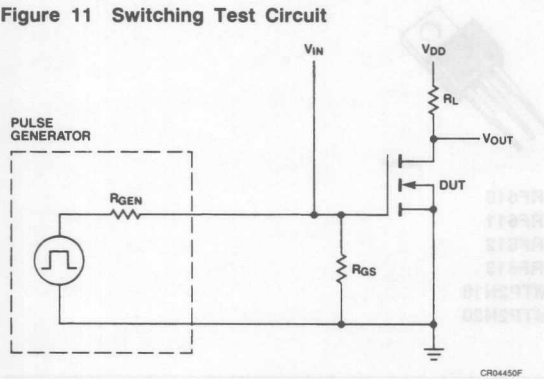 Figure 11 Switching Test Circuit
VIN
VDD
RL
PULSE
GENERATOR
VOUT
RGEN
DUT
RGS
CR04450F